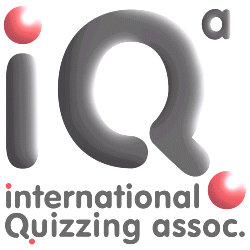 iQa
international
Quizzing assoc.